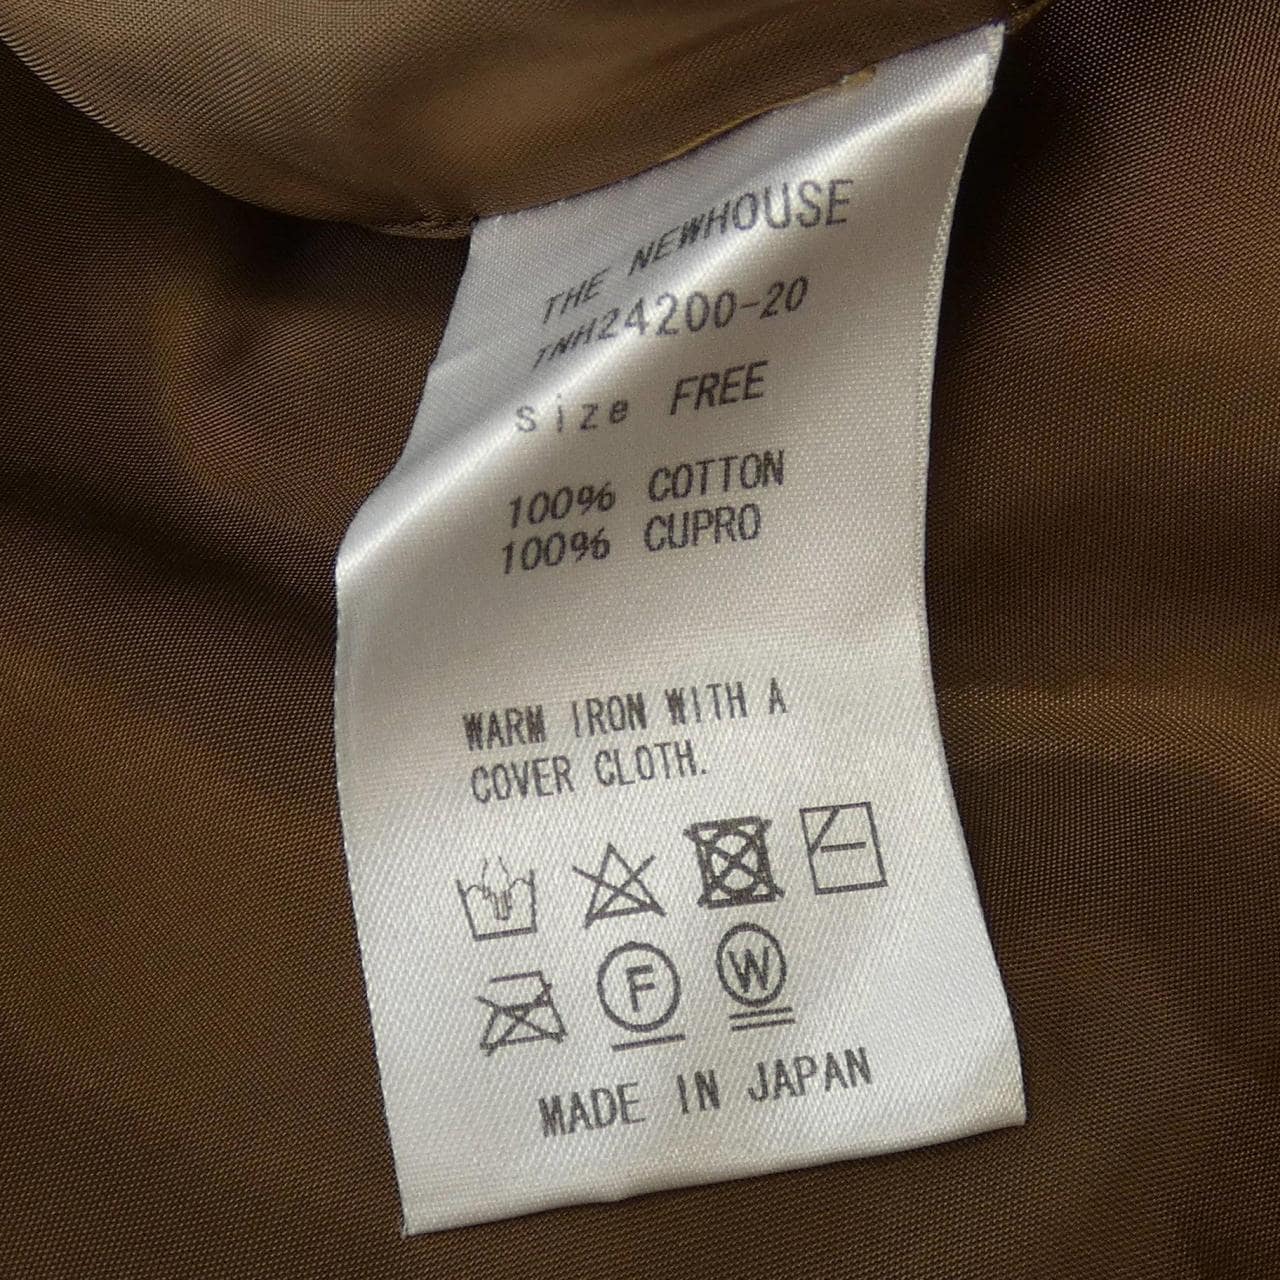 THE NEWHOUSE
TNH24200-20
size FREE
100% COTTON
100% CUPRO
WARM IRON WITH A
COVER CLOTH.
F
W
MADE IN JAPAN